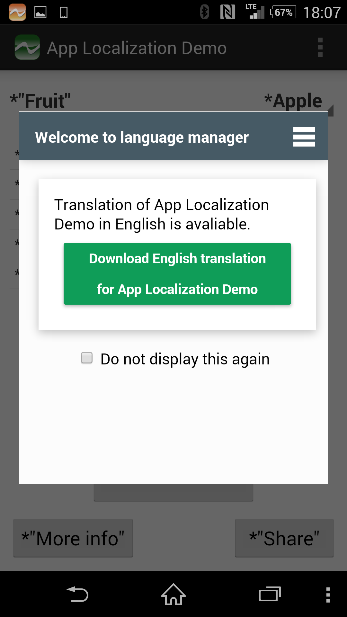 LTE 67% 18:07
App Localization Demo
*"Fruit" *Apple
Welcome to language manager
Translation of App Localization
Demo in English is avaliable.
Download English translation
for App Localization Demo
Do not display this again
*"More info" *"Share"